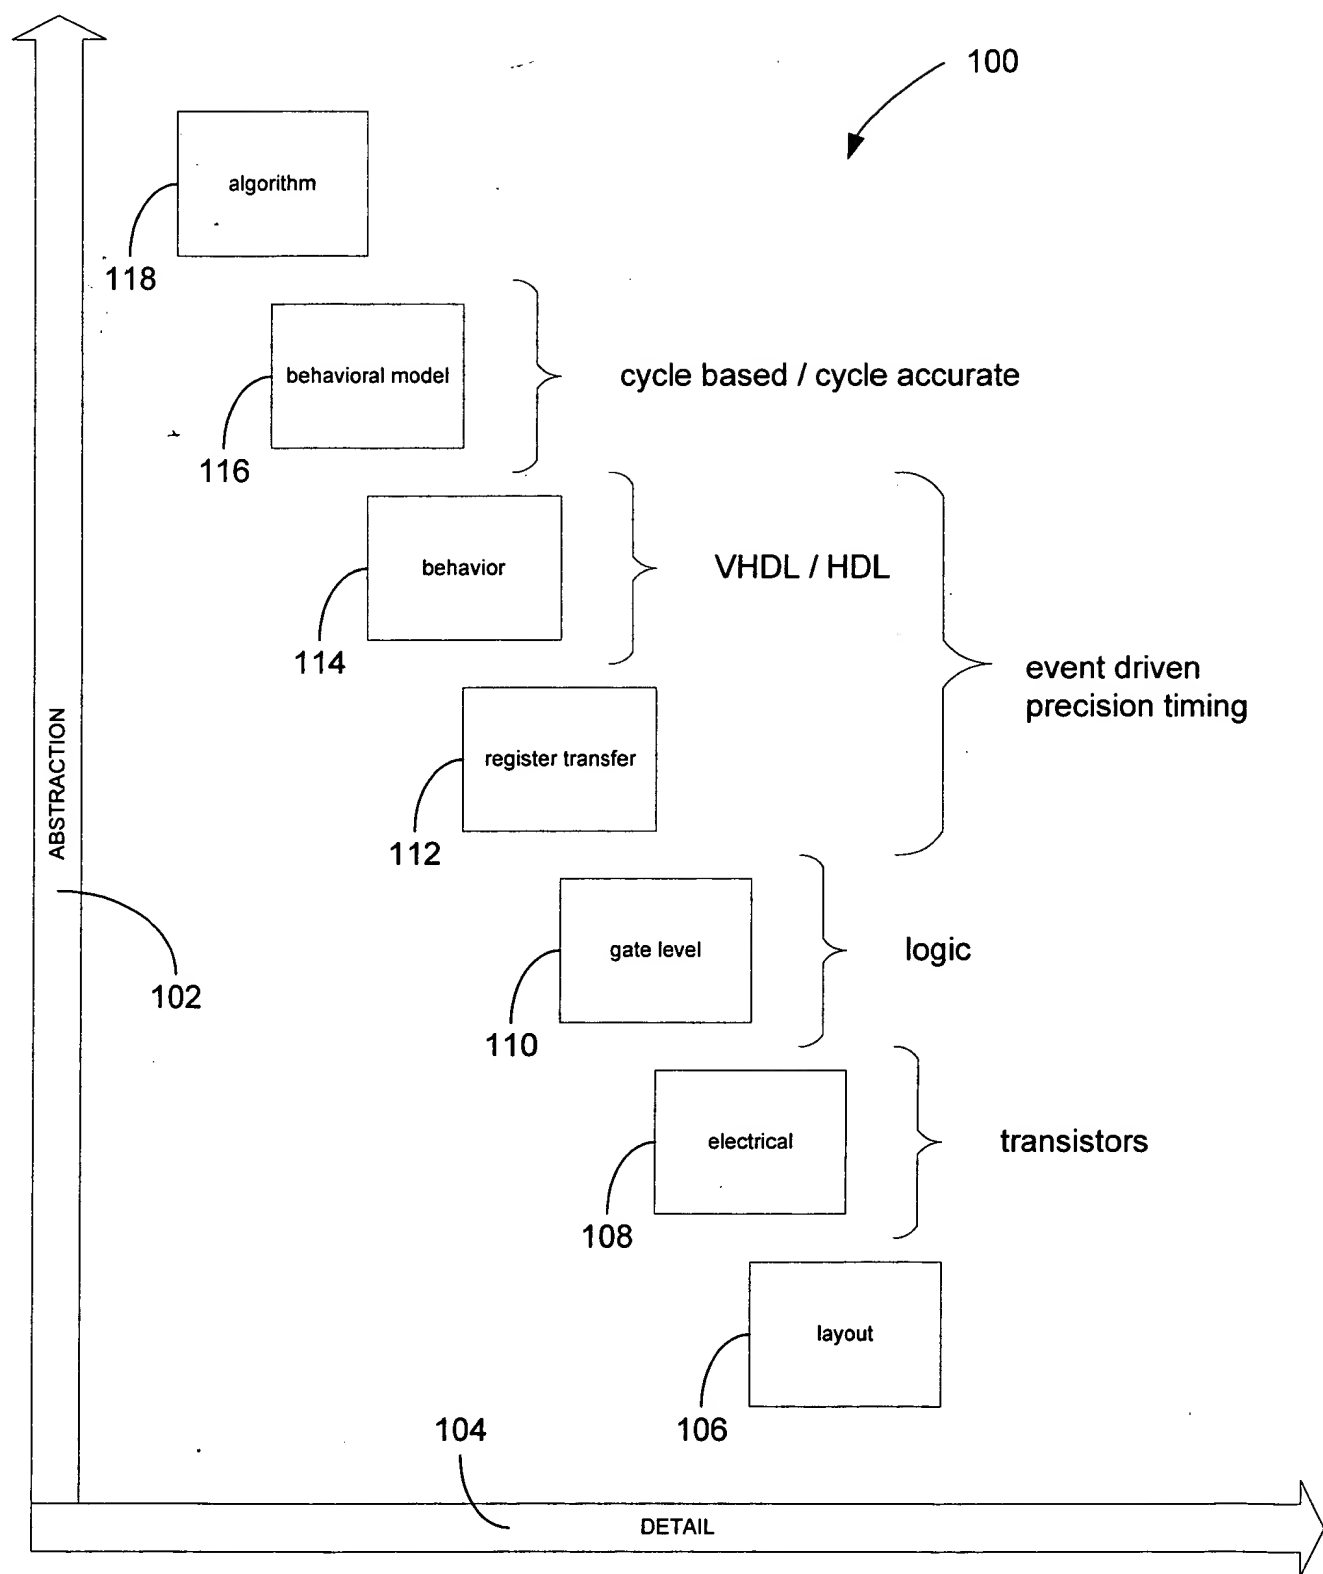 100
algorithm
118
behavioral model
cycle based / cycle accurate
116
behavior
VHDL / HDL
114
event driven
precision timing
ABSTRACTION
register transfer
112
gate level
logic
102
110
electrical
transistors
108
layout
106
104
DETAIL